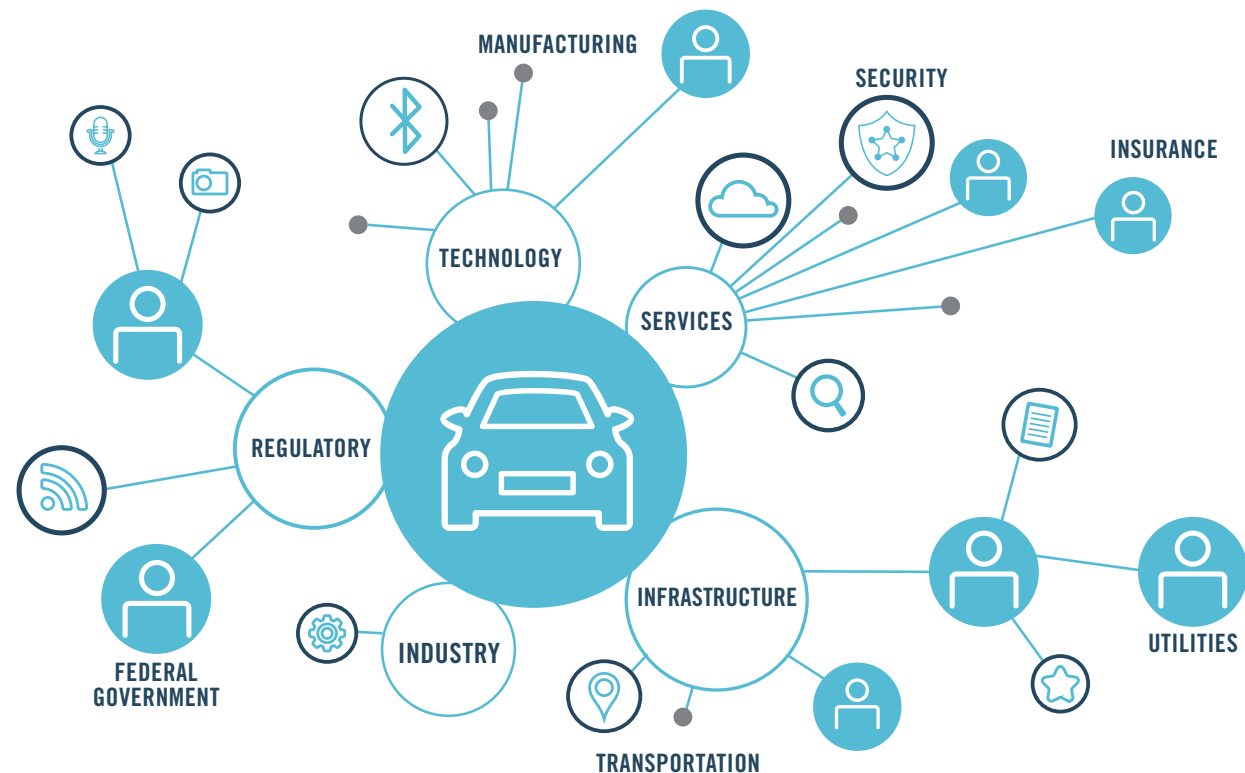 MANUFACTURING
SECURITY
INSURANCE
TECHNOLOGY
SERVICES
REGULATORY
INFRASTRUCTURE
INDUSTRY
UTILITIES
FEDERAL
GOVERNMENT
TRANSPORTATION